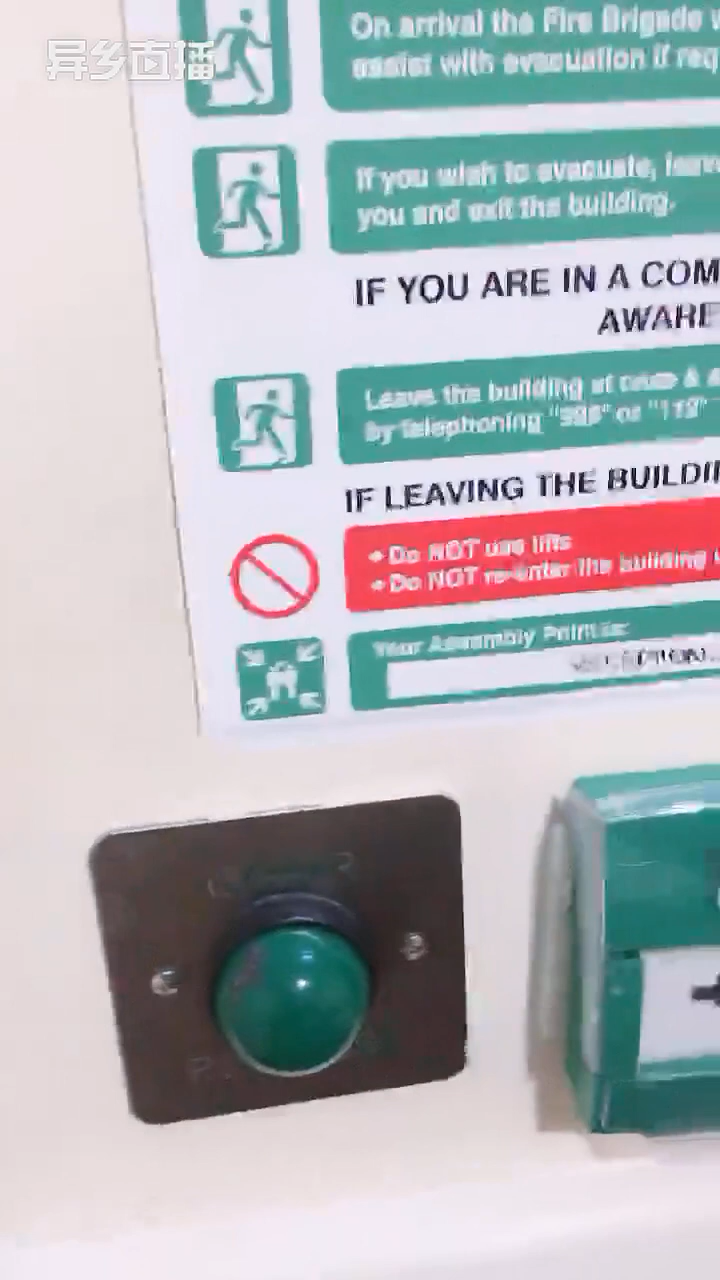 异乡直播
On arrival the Fire Brigade
assist with evacuation if req
If you wish to evacuate, leav
you and exit the building.
IF YOU ARE IN A COM
AWARE
Leave the building at once &
by telephoning "999" or "112"
IF LEAVING THE BUILDI
• Do NOT use lifts
• Do NOT re-enter the building
Your Assembly Point is: